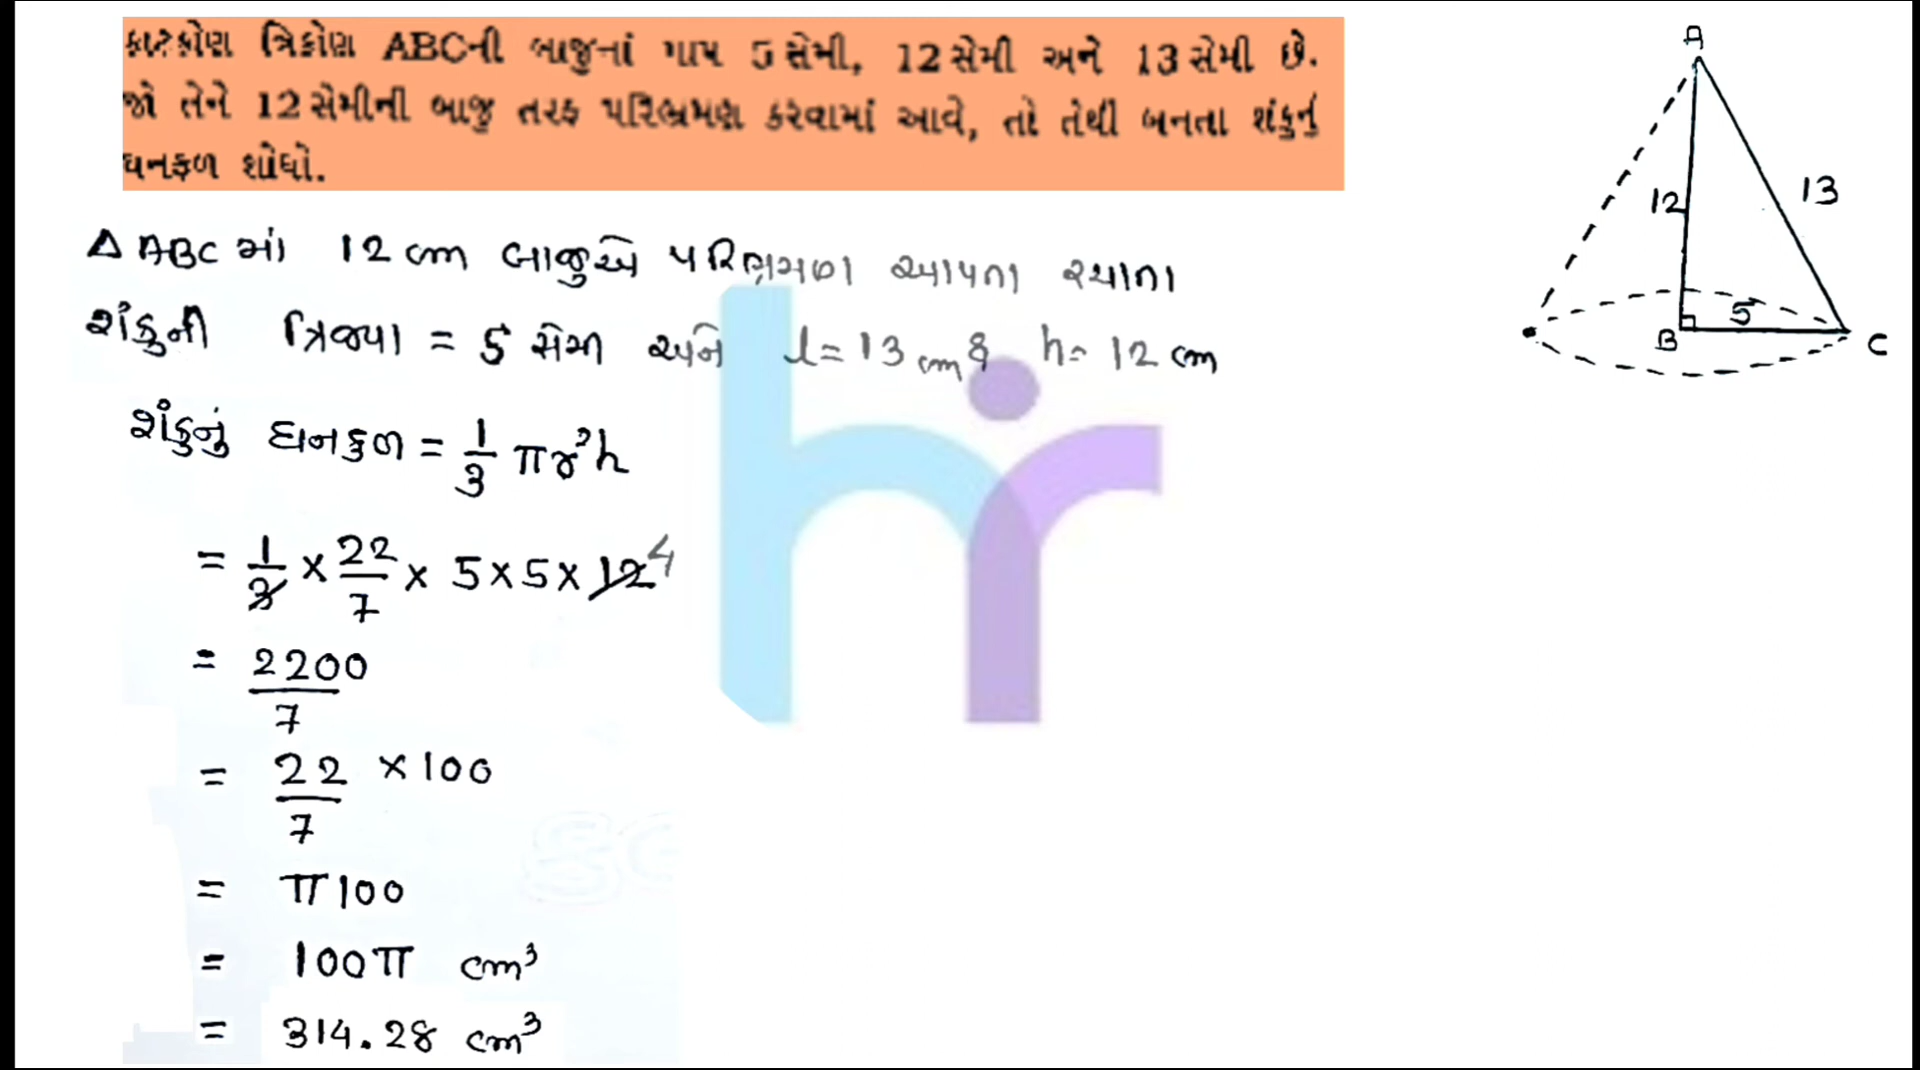 કાટકોણ ત્રિકોણ ABCની બાજુનાં માપ 5 સેમી, 12 સેમી અને 13 સેમી છે.
જો તેને 12 સેમીની બાજુ તરફ પરિભ્રમણ કરવામાં આવે, તો તેથી બનતા શંકુનું
ઘનફળ શોધો.
△ ABC માં 12 cm બાજુએ પરિભ્રમણ આપતા રચાતા
શંકુની ત્રિજ્યા = 5 સેમી અને l = 13 cm & h = 12 cm
શંકુનું ઘનફળ = 1/3 πr²h
= 1/3 × 22/7 × 5 × 5 × 12 4
= 2200/7
= 22/7 × 100
= π100
= 100π cm³
= 314.28 cm³
A
12
13
5
B
C
hr